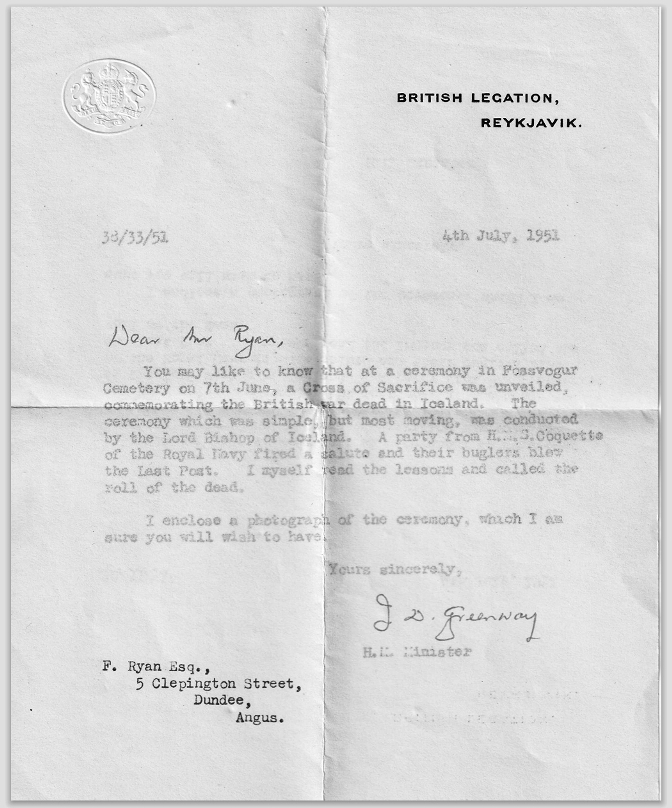 BRITISH LEGATION,
REYKJAVIK.
38/33/51
4th July, 1951
Dear Mr Ryan,
You may like to know that at a ceremony in Fossvogur
Cemetery on 7th June, a Cross of Sacrifice was unveiled,
commemorating the British war dead in Iceland. The
ceremony which was simple, but most moving, was conducted
by the Lord Bishop of Iceland. A party from H.M.S.Coquette
of the Royal Navy fired a salute and their buglers blew
the Last Post. I myself read the lessons and called the
roll of the dead.
I enclose a photograph of the ceremony, which I am
sure you will wish to have.
Yours sincerely,
J D. Greenway
H.M. Minister
F. Ryan Esq.,
5 Clepington Street,
Dundee,
Angus.